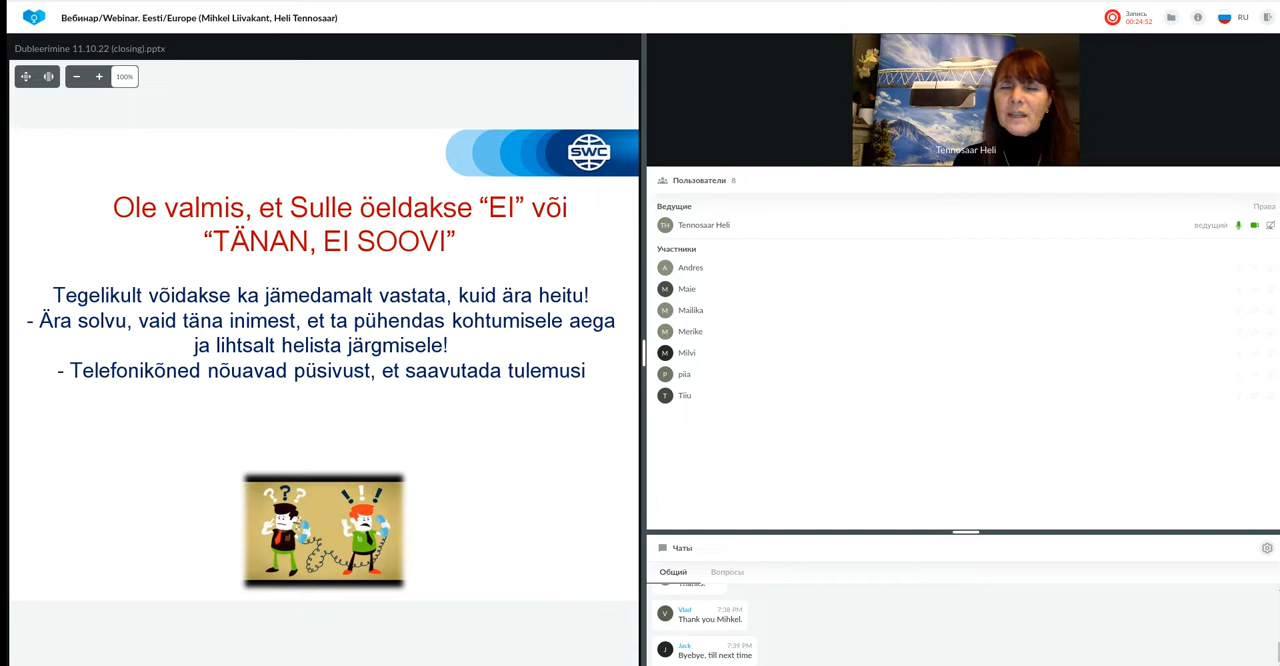 Вебинар/Webinar. Eesti/Europe (Mihkel Liivakant, Heli Tennosaar)
Запись
00:24:52
RU
Dubleerimine 11.10.22 (closing).pptx
100%
SWC
Ole valmis, et Sulle öeldakse “EI” või
“TÄNAN, EI SOOVI”
Tegelikult võidakse ka jämedamalt vastata, kuid ära heitu!
- Ära solvu, vaid täna inimest, et ta pühendas kohtumisele aega
ja lihtsalt helista järgmisele!
- Telefonikõned nõuavad püsivust, et saavutada tulemusi
? ? ?
! ! !
Tennosaar Heli
Пользователи 8
Ведущие
Права
TH Tennosaar Heli
ведущий
Участники
A Andres
M Maie
M Mailika
M Merike
M Milvi
P piia
T Tiiu
Чаты
Общий
Вопросы
Thanks.
V Vlad 7:38 PM
Thank you Mihkel.
J Jack 7:39 PM
Byebye, till next time